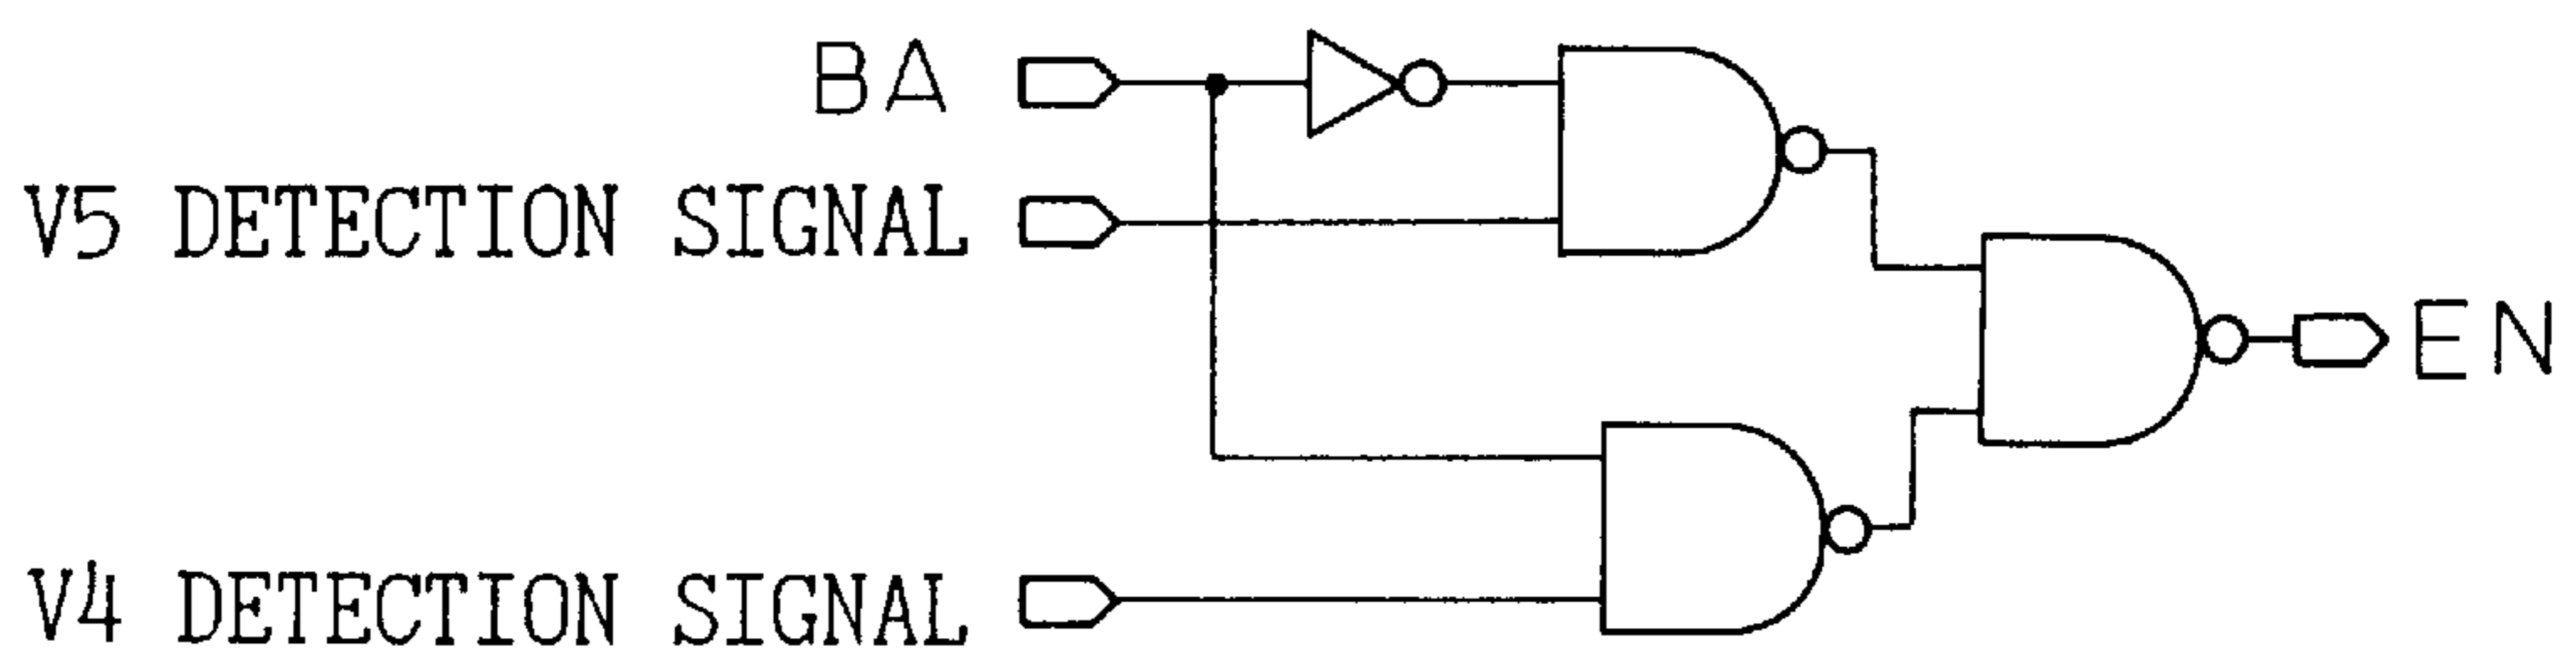 BA
V5 DETECTION SIGNAL
EN
V4 DETECTION SIGNAL